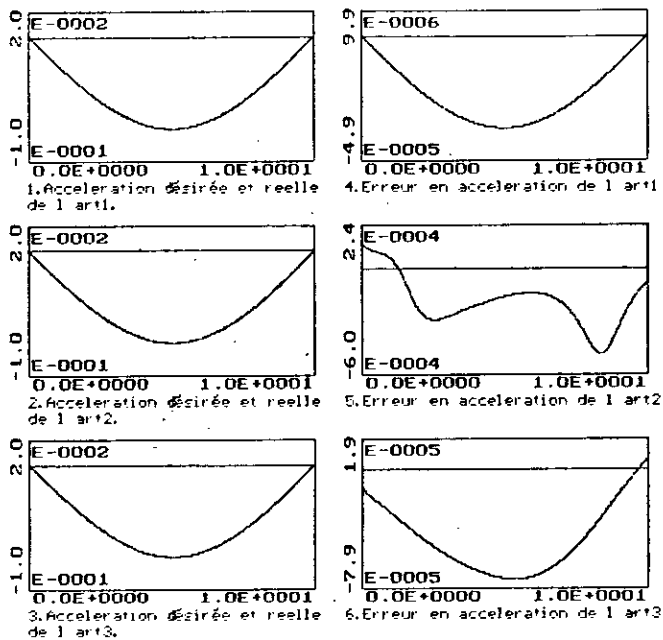 2.0
E-0002
-1.0
E-0001
0.0E+0000 1.0E+0001
1.Acceleration désirée et reelle
de l art1.
9.9
E-0006
-4.9
E-0005
0.0E+0000 1.0E+0001
4.Erreur en acceleration de l art1
2.0
E-0002
-1.0
E-0001
0.0E+0000 1.0E+0001
2.Acceleration désirée et reelle
de l art2.
2.4
E-0004
-6.0
E-0004
0.0E+0000 1.0E+0001
5.Erreur en acceleration de l art2
2.0
E-0002
-1.0
E-0001
0.0E+0000 1.0E+0001
3.Acceleration désirée et reelle
de l art3.
1.9
E-0005
-7.9
E-0005
0.0E+0000 1.0E+0001
6.Erreur en acceleration de l art3